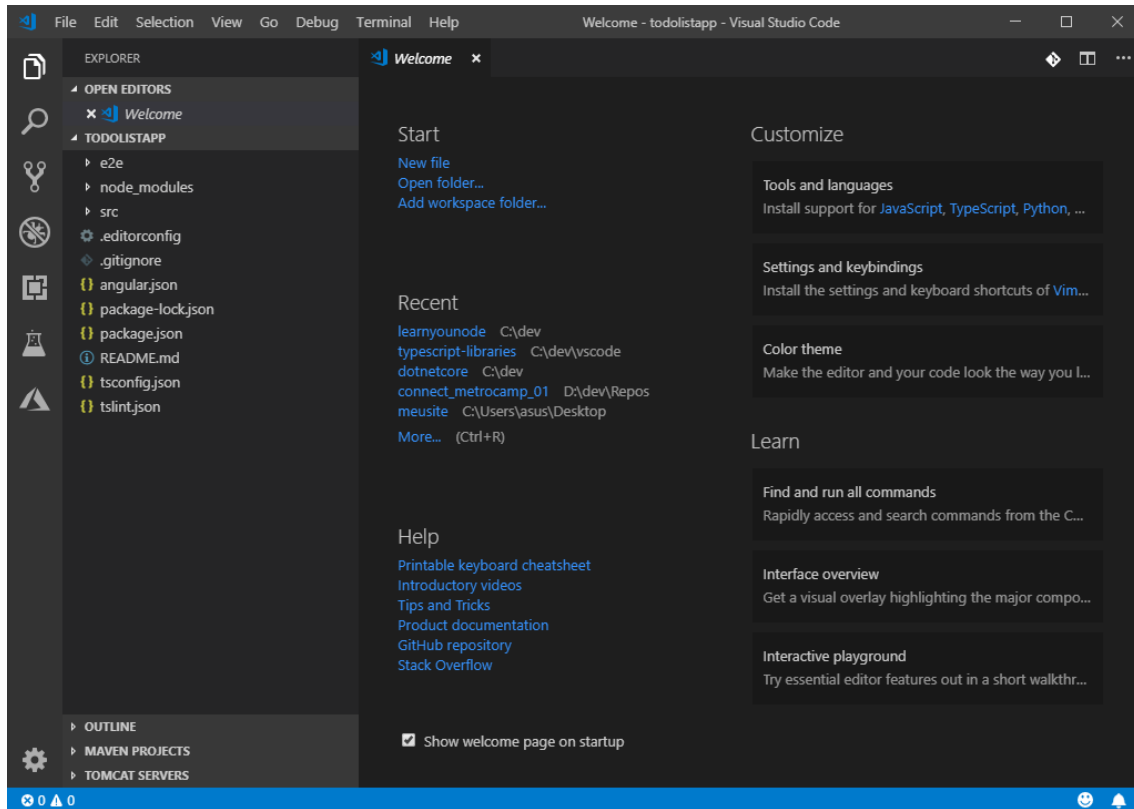 File Edit Selection View Go Debug Terminal Help Welcome - todolistapp - Visual Studio Code
EXPLORER
OPEN EDITORS
Welcome
TODOLISTAPP
e2e
node_modules
src
.editorconfig
.gitignore
{} angular.json
{} package-lock.json
{} package.json
README.md
{} tsconfig.json
{} tslint.json
OUTLINE
MAVEN PROJECTS
TOMCAT SERVERS
Welcome
Start
New file
Open folder...
Add workspace folder...
Recent
learnyounode C:\dev
typescript-libraries C:\dev\vscode
dotnetcore C:\dev
connect_metrocamp_01 D:\dev\Repos
meusite C:\Users\asus\Desktop
More... (Ctrl+R)
Help
Printable keyboard cheatsheet
Introductory videos
Tips and Tricks
Product documentation
GitHub repository
Stack Overflow
Show welcome page on startup
Customize
Tools and languages
Install support for JavaScript, TypeScript, Python, ...
Settings and keybindings
Install the settings and keyboard shortcuts of Vim...
Color theme
Make the editor and your code look the way you l...
Learn
Find and run all commands
Rapidly access and search commands from the C...
Interface overview
Get a visual overlay highlighting the major compo...
Interactive playground
Try essential editor features out in a short walkthr...
0 0